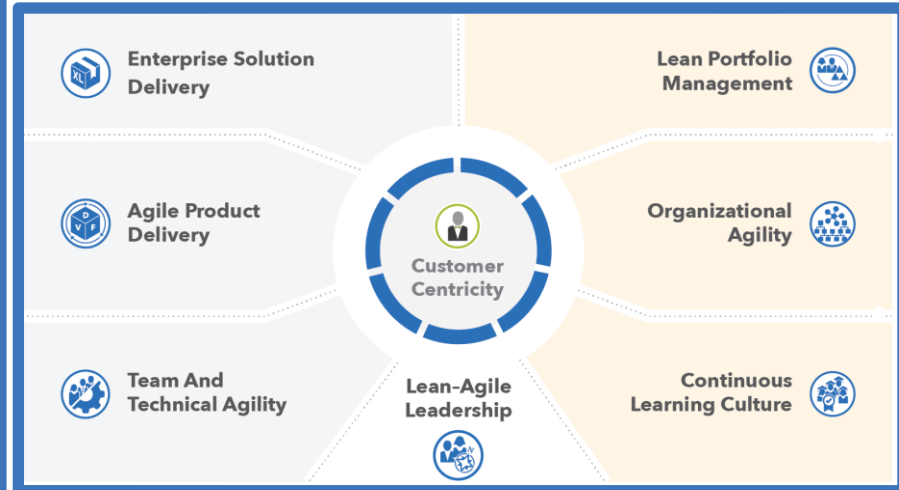 Enterprise Solution
Delivery
Lean Portfolio
Management
XL
Agile Product
Delivery
D
V F
Customer
Centricity
Organizational
Agility
Team And
Technical Agility
Lean–Agile
Leadership
Continuous
Learning Culture